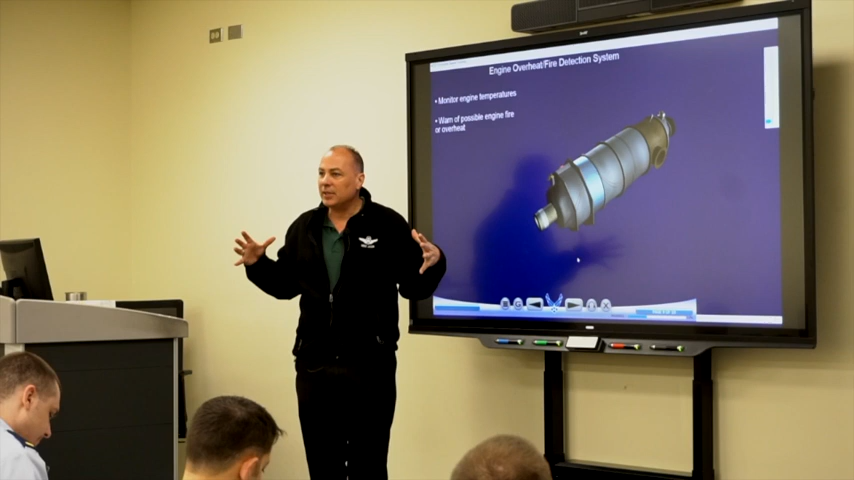 Engine Overheat/Fire Detection System
• Monitor engine temperatures
• Warn of possible engine fire
or overheat